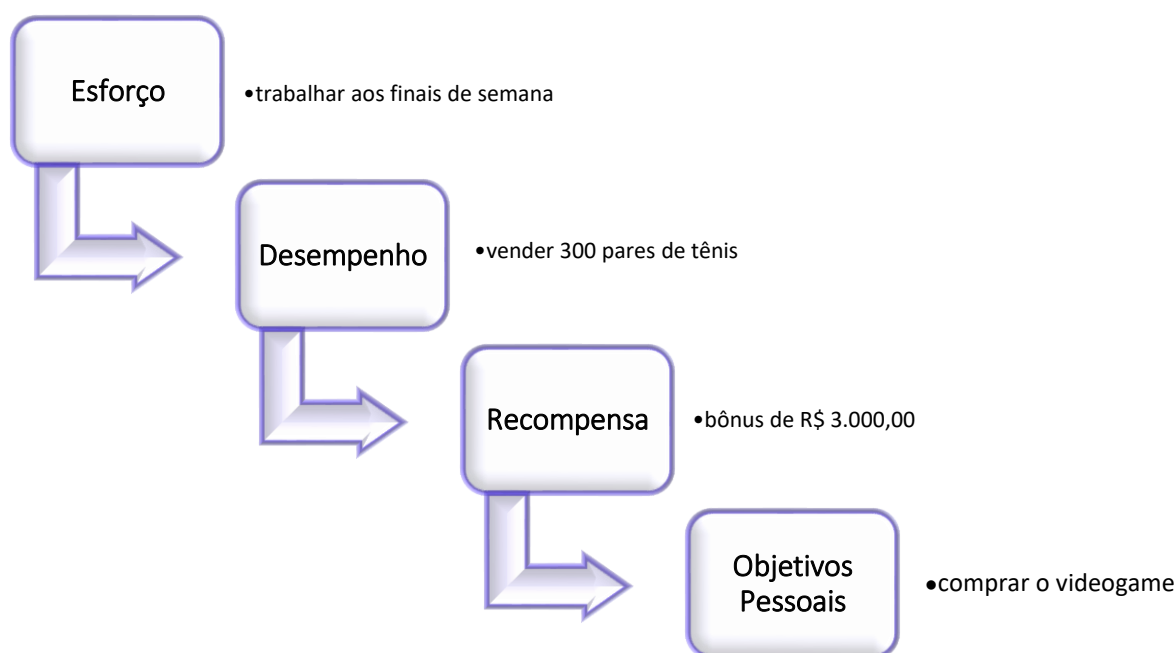 Esforço
•trabalhar aos finais de semana
Desempenho
•vender 300 pares de tênis
Recompensa
•bônus de R$ 3.000,00
Objetivos
Pessoais
•comprar o videogame